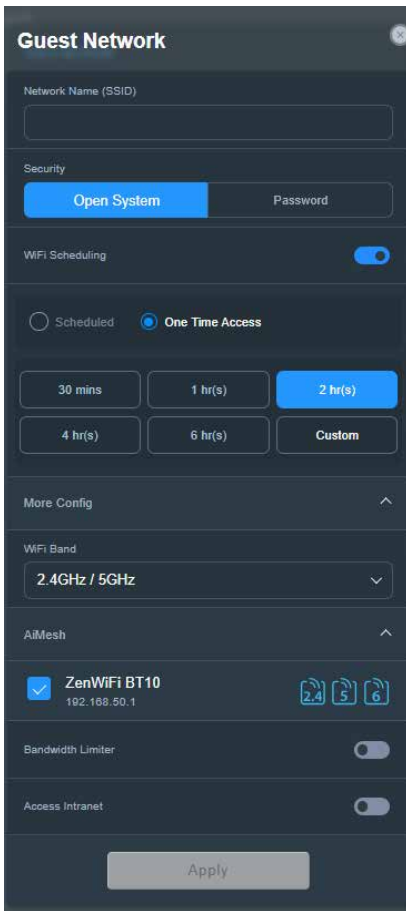 Guest Network
Network Name (SSID)
Security
Open System Password
WiFi Scheduling
Scheduled One Time Access
30 mins 1 hr(s) 2 hr(s)
4 hr(s) 6 hr(s) Custom
More Config
WiFi Band
2.4GHz / 5GHz
AiMesh
ZenWiFi BT10
192.168.50.1
2.4 5 6
Bandwidth Limiter
Access Intranet
Apply